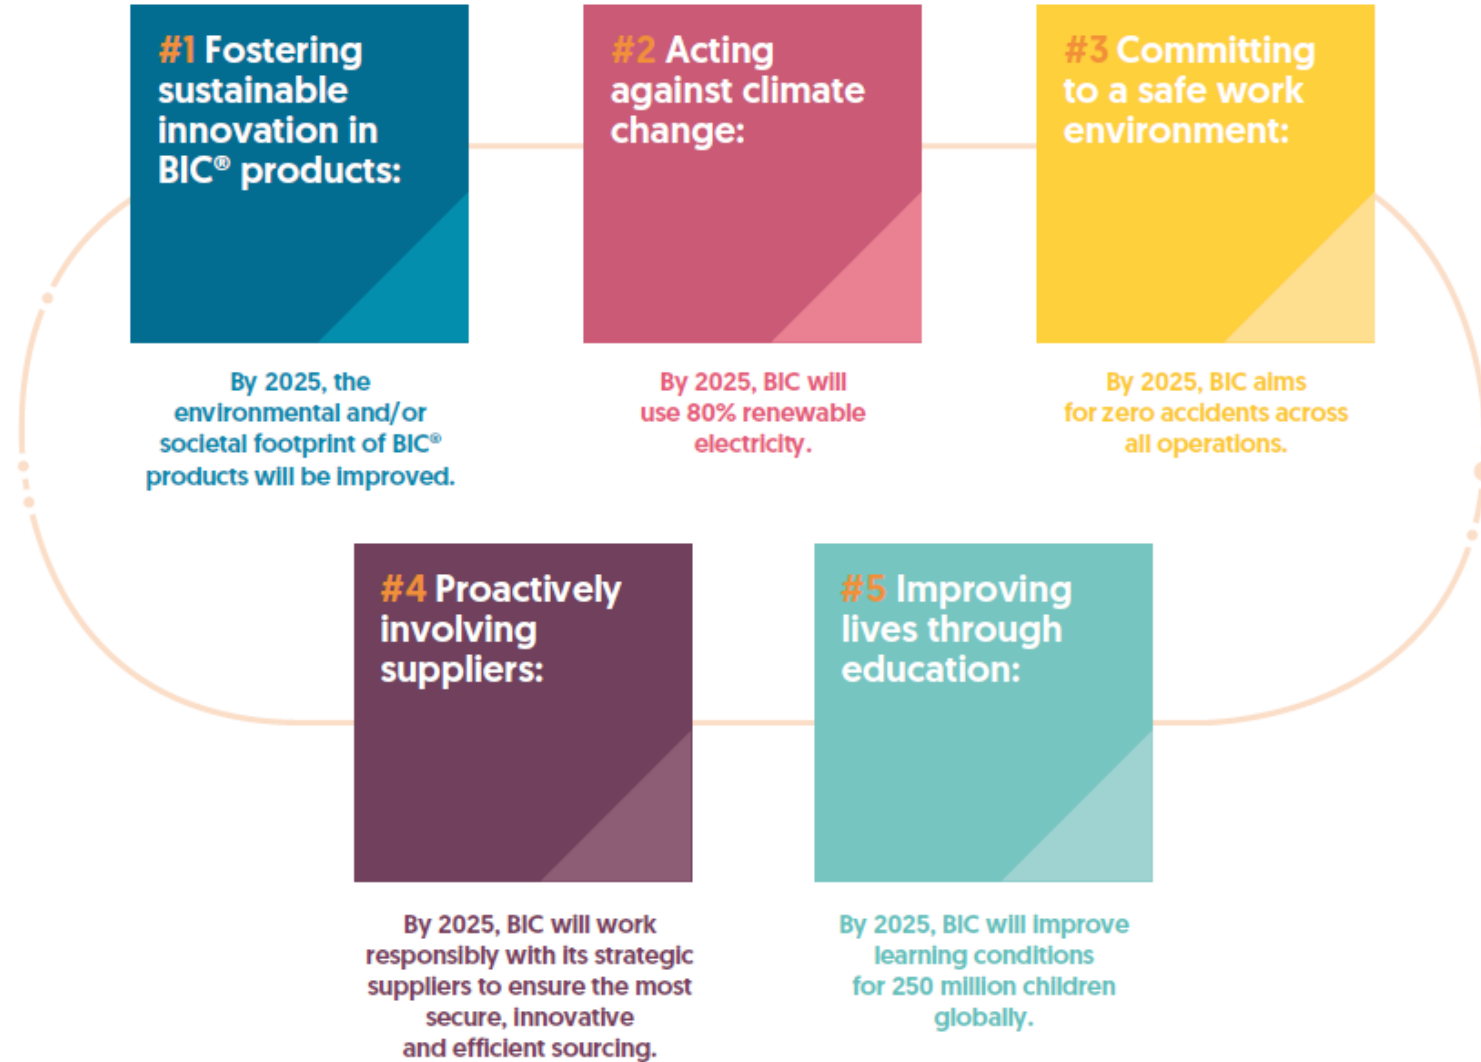 #1 Fostering
sustainable
innovation in
BIC® products:
By 2025, the
environmental and/or
societal footprint of BIC®
products will be improved.
#2 Acting
against climate
change:
By 2025, BIC will
use 80% renewable
electricity.
#3 Committing
to a safe work
environment:
By 2025, BIC aims
for zero accidents across
all operations.
#4 Proactively
involving
suppliers:
By 2025, BIC will work
responsibly with its strategic
suppliers to ensure the most
secure, innovative
and efficient sourcing.
#5 Improving
lives through
education:
By 2025, BIC will improve
learning conditions
for 250 million children
globally.